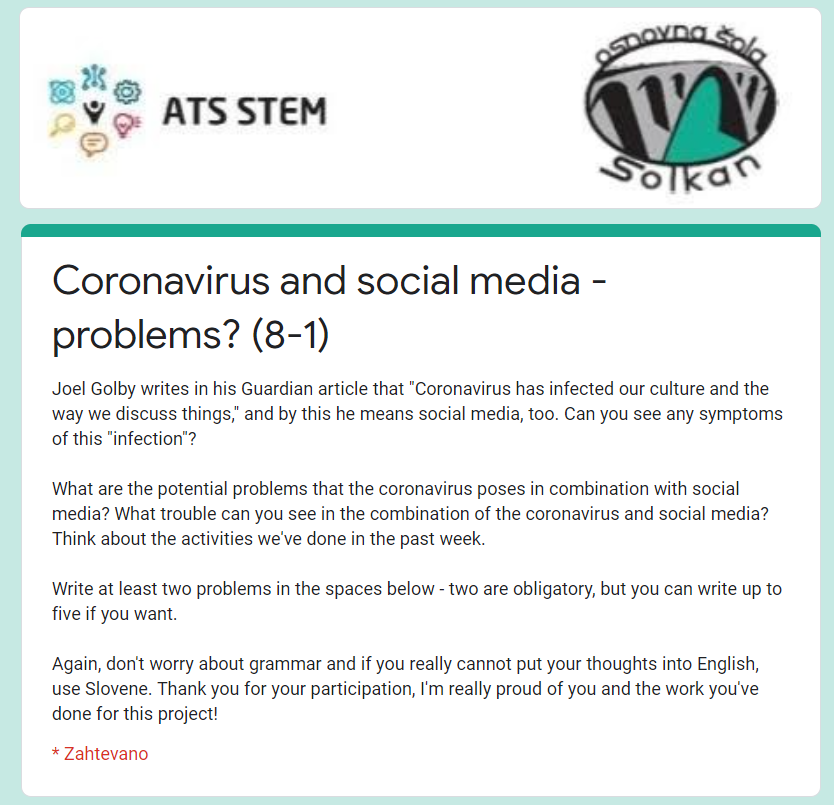 ATS STEM
osnovna šola
Solkan
Coronavirus and social media -
problems? (8-1)
Joel Golby writes in his Guardian article that "Coronavirus has infected our culture and the
way we discuss things," and by this he means social media, too. Can you see any symptoms
of this "infection"?
What are the potential problems that the coronavirus poses in combination with social
media? What trouble can you see in the combination of the coronavirus and social media?
Think about the activities we've done in the past week.
Write at least two problems in the spaces below - two are obligatory, but you can write up to
five if you want.
Again, don't worry about grammar and if you really cannot put your thoughts into English,
use Slovene. Thank you for your participation, I'm really proud of you and the work you've
done for this project!
* Zahtevano